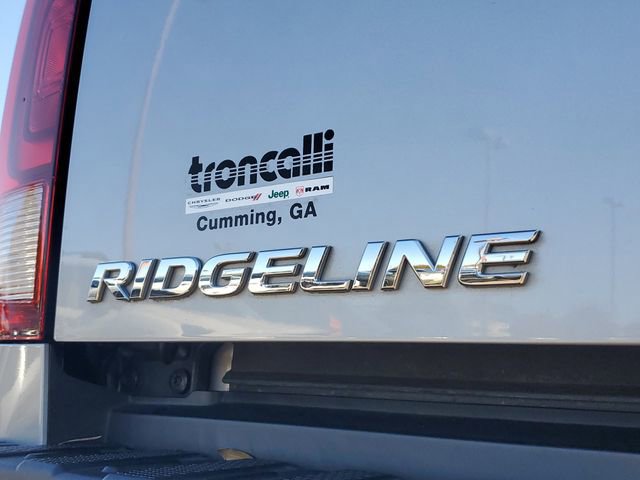 troncalli
CHRYSLER DODGE Jeep RAM
Cumming, GA
RIDGELINE